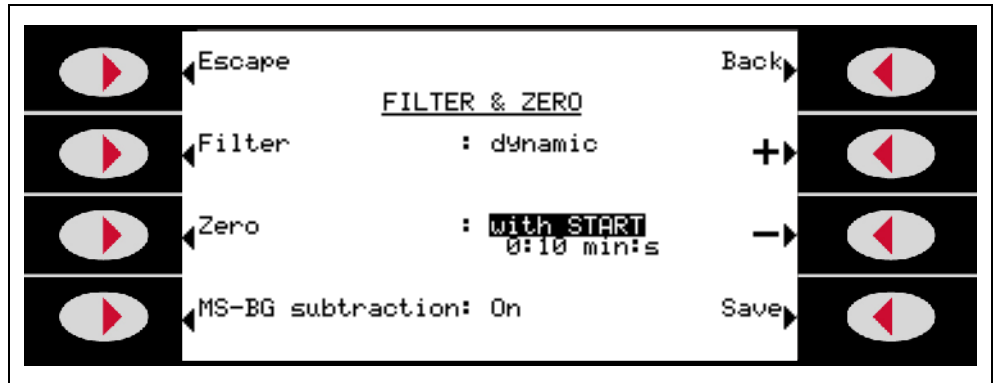 Escape Back
FILTER & ZERO
Filter : dynamic +
Zero : with START −
0:10 min:s
MS-BG subtraction: On Save